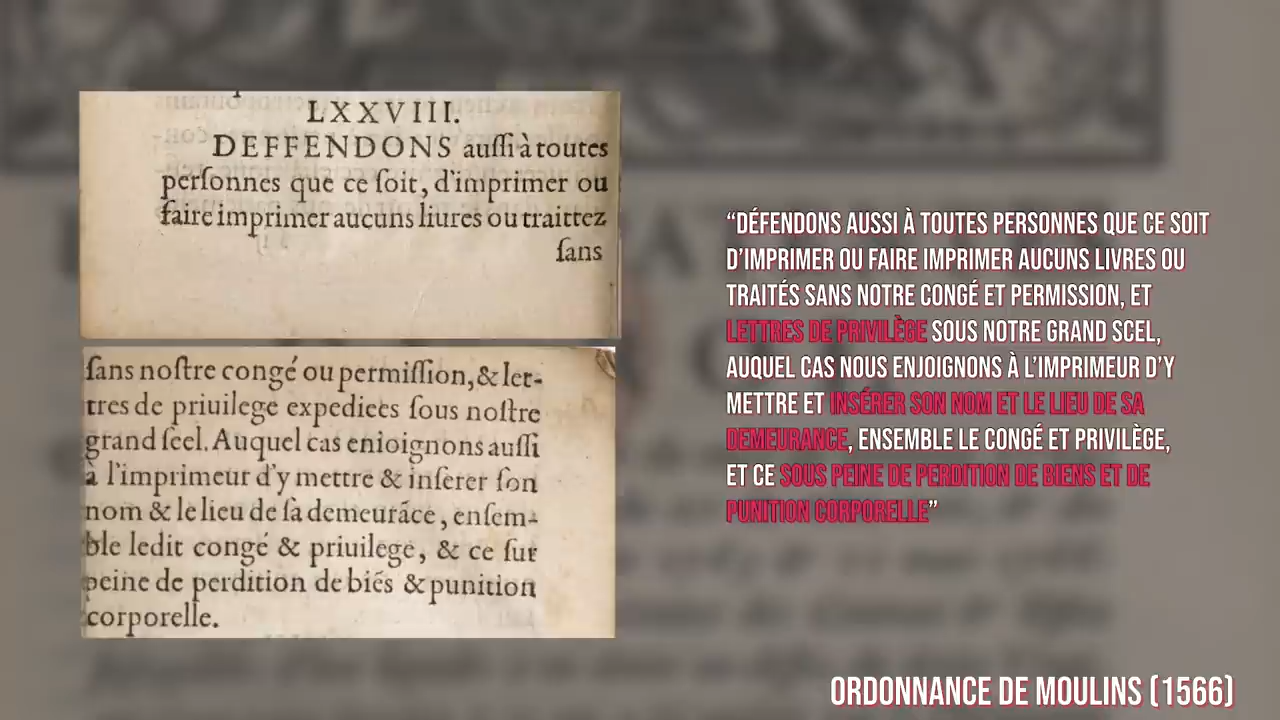 LXXVIII.
DEFFENDONS auſſi à toutes
perſonnes que ce ſoit, d'imprimer ou
faire imprimer aucuns liures ou traittez
ſans
ſans noſtre congé ou permiſſion, & let-
tres de priuilege expediees ſous noſtre
grand ſeel. Auquel cas enioignons auſſi
à l'imprimeur d'y mettre & inſerer ſon
nom & le lieu de ſa demeurãce, enſem-
ble ledit congé & priuilege, & ce ſur
peine de perdition de biẽs & punition
corporelle.
“DÉFENDONS AUSSI À TOUTES PERSONNES QUE CE SOIT
D’IMPRIMER OU FAIRE IMPRIMER AUCUNS LIVRES OU
TRAITÉS SANS NOTRE CONGÉ ET PERMISSION, ET
LETTRES DE PRIVILÈGE SOUS NOTRE GRAND SCEL,
AUQUEL CAS NOUS ENJOIGNONS À L’IMPRIMEUR D’Y
METTRE ET INSÉRER SON NOM ET LE LIEU DE SA
DEMEURANCE, ENSEMBLE LE CONGÉ ET PRIVILÈGE,
ET CE SOUS PEINE DE PERDITION DE BIENS ET DE
PUNITION CORPORELLE”
ORDONNANCE DE MOULINS (1566)